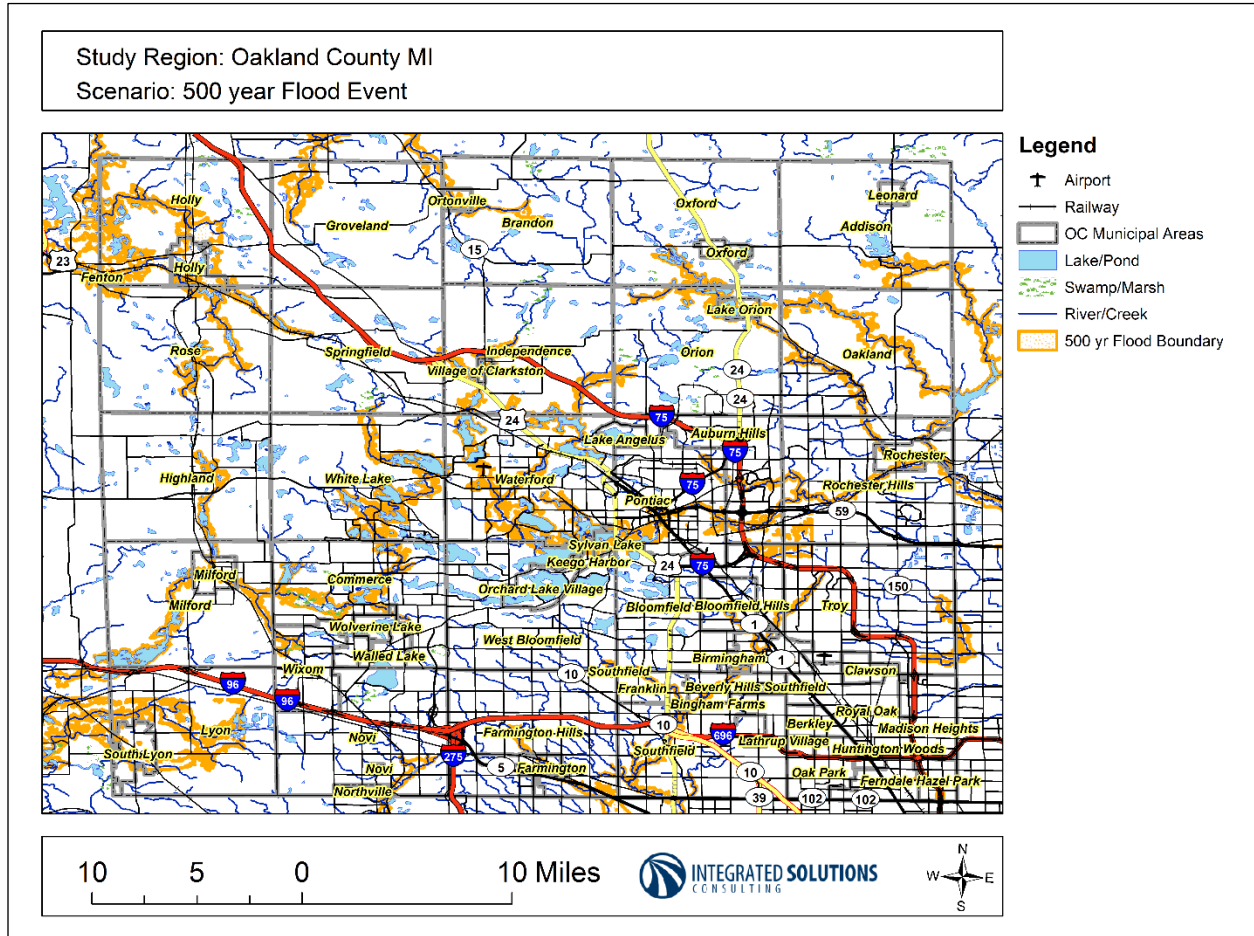 Study Region: Oakland County MI
Scenario: 500 year Flood Event
Legend
Airport
Railway
OC Municipal Areas
Lake/Pond
Swamp/Marsh
River/Creek
500 yr Flood Boundary
Holly
Groveland
Ortonville
Brandon
Oxford
Leonard
Addison
15
23
Fenton
Holly
Oxford
Lake Orion
Rose
Springfield
Independence
Village of Clarkston
Orion
Oakland
24
24
24
75
Lake Angelus
Auburn Hills
75
Rochester
Highland
White Lake
Waterford
75
Rochester Hills
Pontiac
59
Sylvan Lake
Keego Harbor
24
75
Milford
Commerce
Orchard Lake Village
150
Milford
Bloomfield
Bloomfield Hills
Troy
Wolverine Lake
1
Walled Lake
West Bloomfield
Birmingham
1
Wixom
10
Southfield
Clawson
96
Franklin
Beverly Hills
Southfield
96
Bingham Farms
Royal Oak
Lyon
Novi
Farmington Hills
10
696
Berkley
Madison Heights
South Lyon
275
Southfield
Lathrup Village
Huntington Woods
Novi
5
Farmington
10
Oak Park
Ferndale
Hazel Park
Northville
39
102
102
10
5
0
10 Miles
INTEGRATED SOLUTIONS
CONSULTING
N
W
E
S